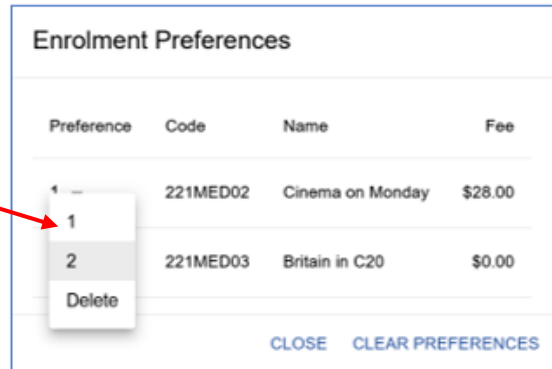 Enrolment Preferences
Preference Code Name Fee
1 221MED02 Cinema on Monday $28.00
1
2 221MED03 Britain in C20 $0.00
Delete
CLOSE CLEAR PREFERENCES